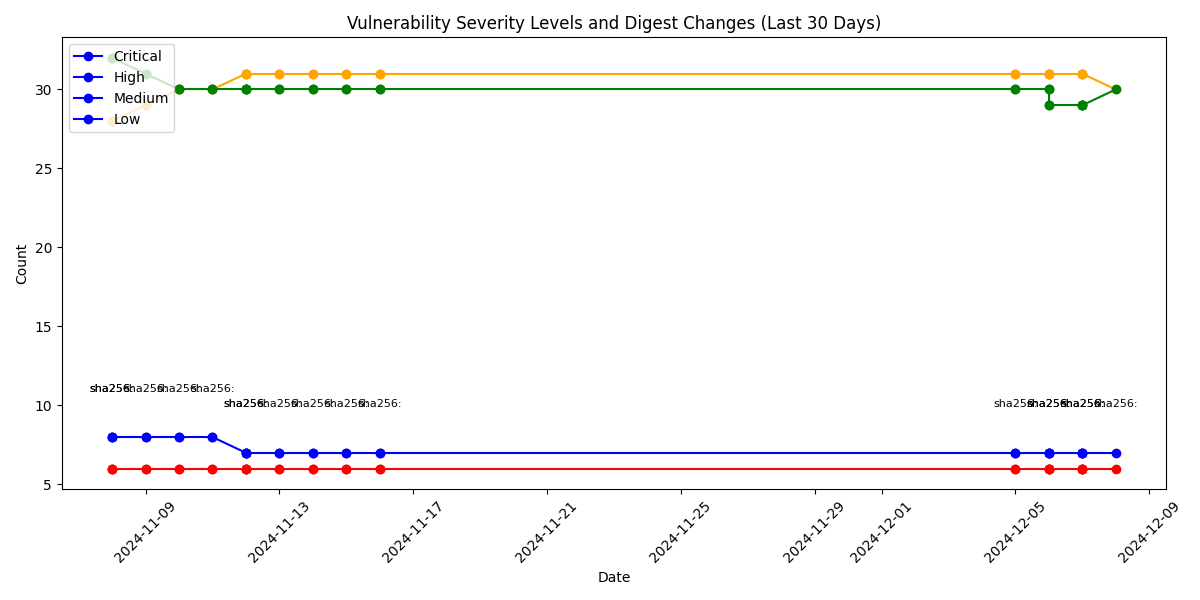 Vulnerability Severity Levels and Digest Changes (Last 30 Days)
Critical
High
Medium
Low
Count
30
25
20
15
10
5
sha256: sha256: sha256: sha256:
sha256: sha256: sha256: sha256: sha256: sha256: sha256: sha256: sha256:
2024-11-09 2024-11-13 2024-11-17 2024-11-21 2024-11-25 2024-11-29 2024-12-01 2024-12-05 2024-12-09
Date